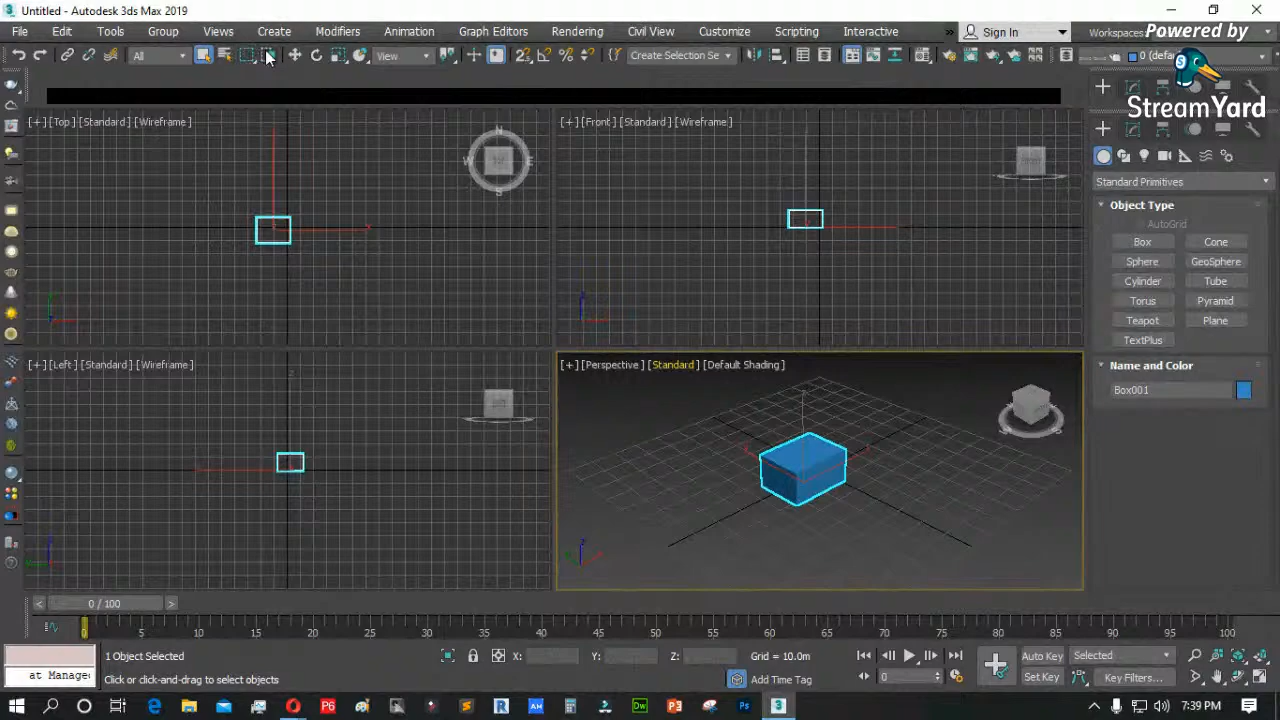 Untitled - Autodesk 3ds Max 2019
File Edit Tools Group Views Create Modifiers Animation Graph Editors Rendering Civil View Customize Scripting Interactive » Sign In Workspaces:
Powered by
StreamYard
All View Create Selection Se 0 (defa
[+] [Top] [Standard] [Wireframe]
N
W E
S
[+] [Front] [Standard] [Wireframe]
[+] [Left] [Standard] [Wireframe]
[+] [Perspective] [Standard] [Default Shading]
Standard Primitives
Object Type
AutoGrid
Box Cone
Sphere GeoSphere
Cylinder Tube
Torus Pyramid
Teapot Plane
TextPlus
Name and Color
Box001
< 0 / 100 >
0 5 10 15 20 25 30 35 40 45 50 55 60 65 70 75 80 85 90 95 100
1 Object Selected X: Y: Z: Grid = 10.0m Auto Key Selected
at Manage Click or click-and-drag to select objects Add Time Tag 0 Set Key Key Filters...
7:39 PM